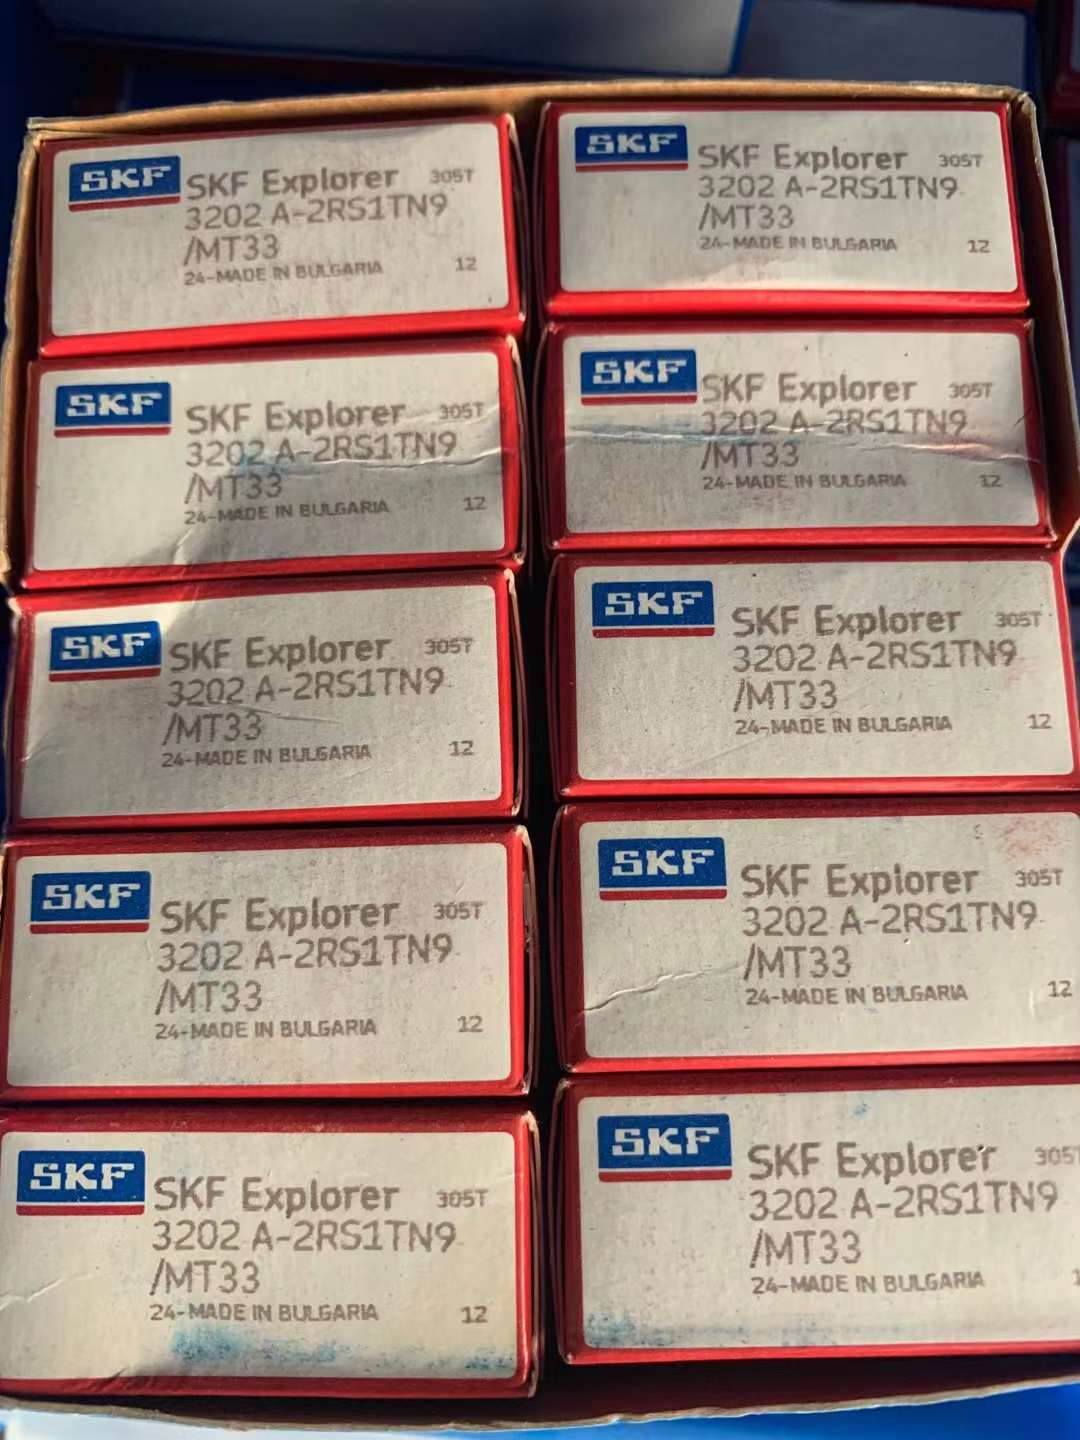 SKF
SKF Explorer 305T
3202 A-2RS1TN9
/MT33
24-MADE IN BULGARIA 12
SKF
SKF Explorer 305T
3202 A-2RS1TN9
/MT33
24-MADE IN BULGARIA 12
SKF
SKF Explorer 305T
3202 A-2RS1TN9
/MT33
24-MADE IN BULGARIA 12
SKF
SKF Explorer 305T
3202 A-2RS1TN9
/MT33
24-MADE IN BULGARIA 12
SKF
SKF Explorer 305T
3202 A-2RS1TN9
/MT33
24-MADE IN BULGARIA 12
SKF
SKF Explorer 305T
3202 A-2RS1TN9
/MT33
24-MADE IN BULGARIA 12
SKF
SKF Explorer 305T
3202 A-2RS1TN9
/MT33
24-MADE IN BULGARIA 12
SKF
SKF Explorer 305T
3202 A-2RS1TN9
/MT33
24-MADE IN BULGARIA 12
SKF
SKF Explorer 305T
3202 A-2RS1TN9
/MT33
24-MADE IN BULGARIA 12
SKF
SKF Explorer 305T
3202 A-2RS1TN9
/MT33
24-MADE IN BULGARIA